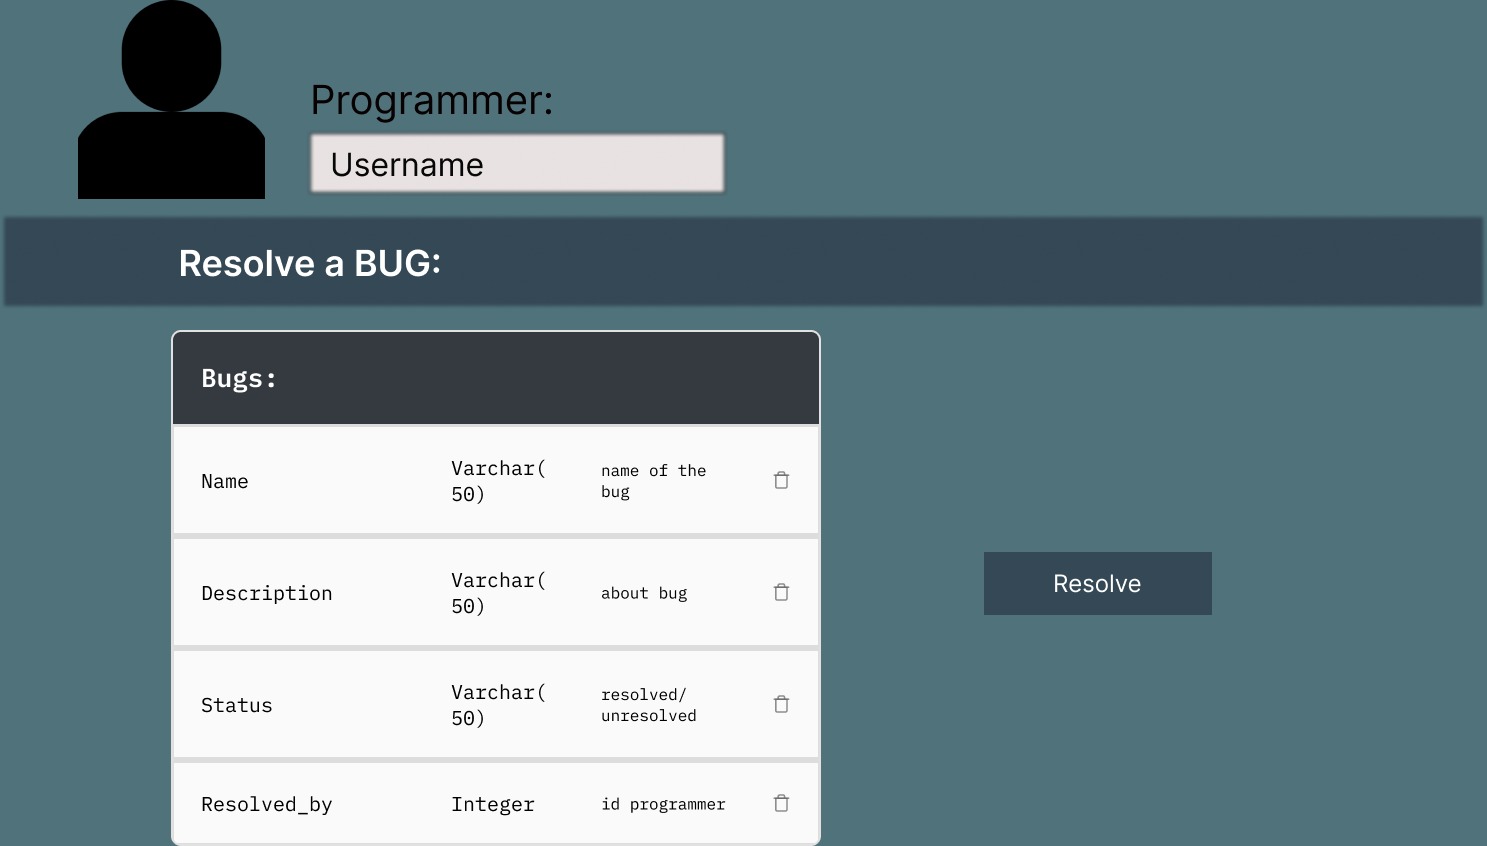 Programmer:
Username
Resolve a BUG:
Bugs:
Name
Varchar(
50)
name of the
bug
Description
Varchar(
50)
about bug
Resolve
Status
Varchar(
50)
resolved/
unresolved
Resolved_by
Integer
id programmer